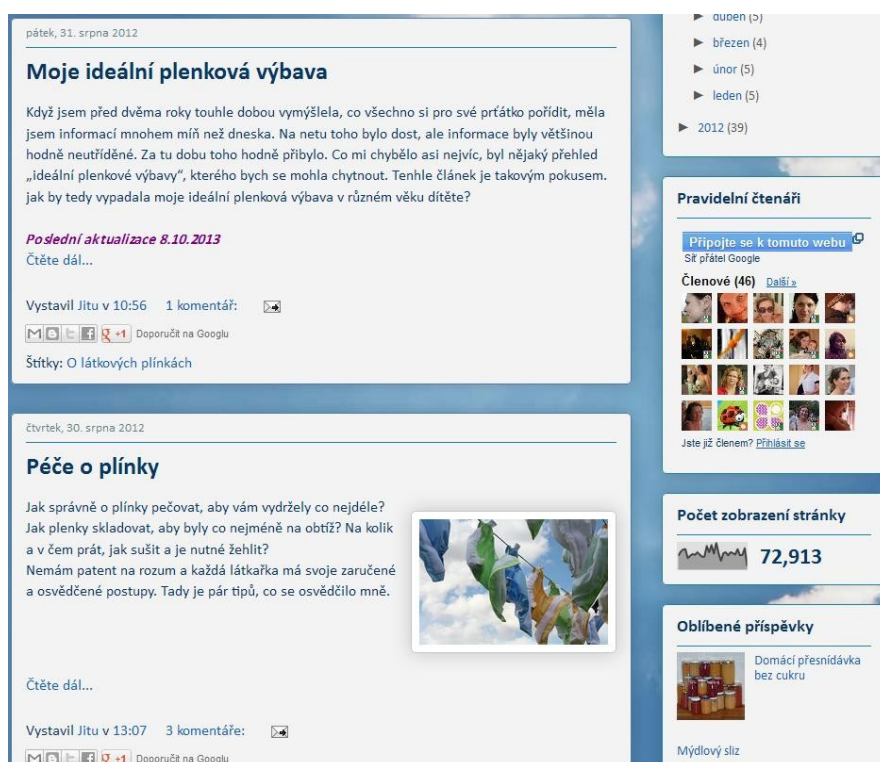 pátek, 31. srpna 2012
Moje ideální plenková výbava
Když jsem před dvěma roky touhle dobou vymýšlela, co všechno si pro své prťátko pořídit, měla
jsem informací mnohem míň než dneska. Na netu toho bylo dost, ale informace byly většinou
hodně neutříděné. Za tu dobu toho hodně přibylo. Co mi chybělo asi nejvíc, byl nějaký přehled
„ideální plenkové výbavy“, kterého bych se mohla chytnout. Tenhle článek je takovým pokusem.
jak by tedy vypadala moje ideální plenková výbava v různém věku dítěte?
Poslední aktualizace 8.10.2013
Čtěte dál...
Vystavil Jitu v 10:56 1 komentář:
+1 Doporučit na Googlu
Štítky: O látkových plínkách
čtvrtek, 30. srpna 2012
Péče o plínky
Jak správně o plínky pečovat, aby vám vydržely co nejdéle?
Jak plenky skladovat, aby byly co nejméně na obtíž? Na kolik
a v čem prát, jak sušit a je nutné žehlit?
Nemám patent na rozum a každá látkařka má svoje zaručené
a osvědčené postupy. Tady je pár tipů, co se osvědčilo mně.
Čtěte dál...
Vystavil Jitu v 13:07 3 komentáře:
+1 Doporučit na Googlu
► duben (5)
► březen (4)
► únor (5)
► leden (5)
► 2012 (39)
Pravidelní čtenáři
Připojte se k tomuto webu
Síť přátel Google
Členové (46) Další »
Jste již členem? Přihlásit se
Počet zobrazení stránky
72,913
Oblíbené příspěvky
Domácí přesnídávka
bez cukru
Mýdlový sliz